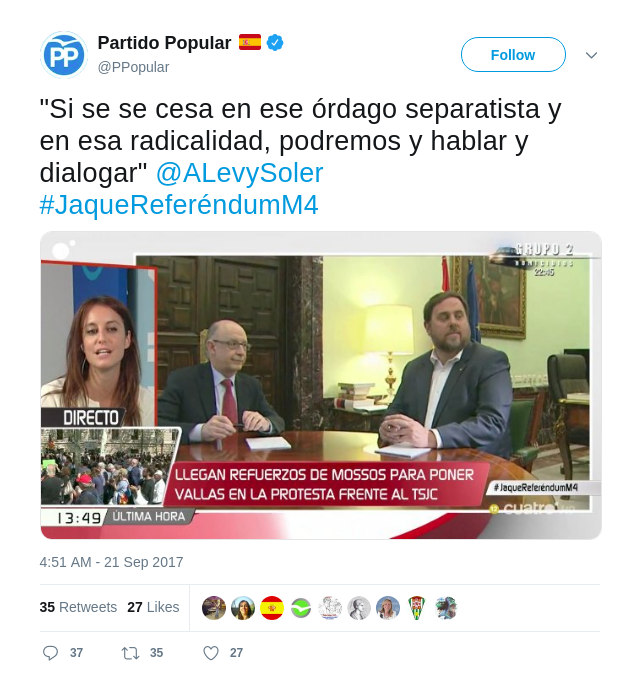 Partido Popular
@PPopular
Follow
"Si se se cesa en ese órdago separatista y
en esa radicalidad, podremos y hablar y
dialogar" @ALevySoler
#JaqueReferéndumM4
GRUPO 2
HOMICIDIOS
22:45
DIRECTO
LLEGAN REFUERZOS DE MOSSOS PARA PONER
VALLAS EN LA PROTESTA FRENTE AL TSJC
#JaqueReferéndumM4
cuatro
13:49 ÚLTIMA HORA
4:51 AM - 21 Sep 2017
35 Retweets 27 Likes
37 35 27